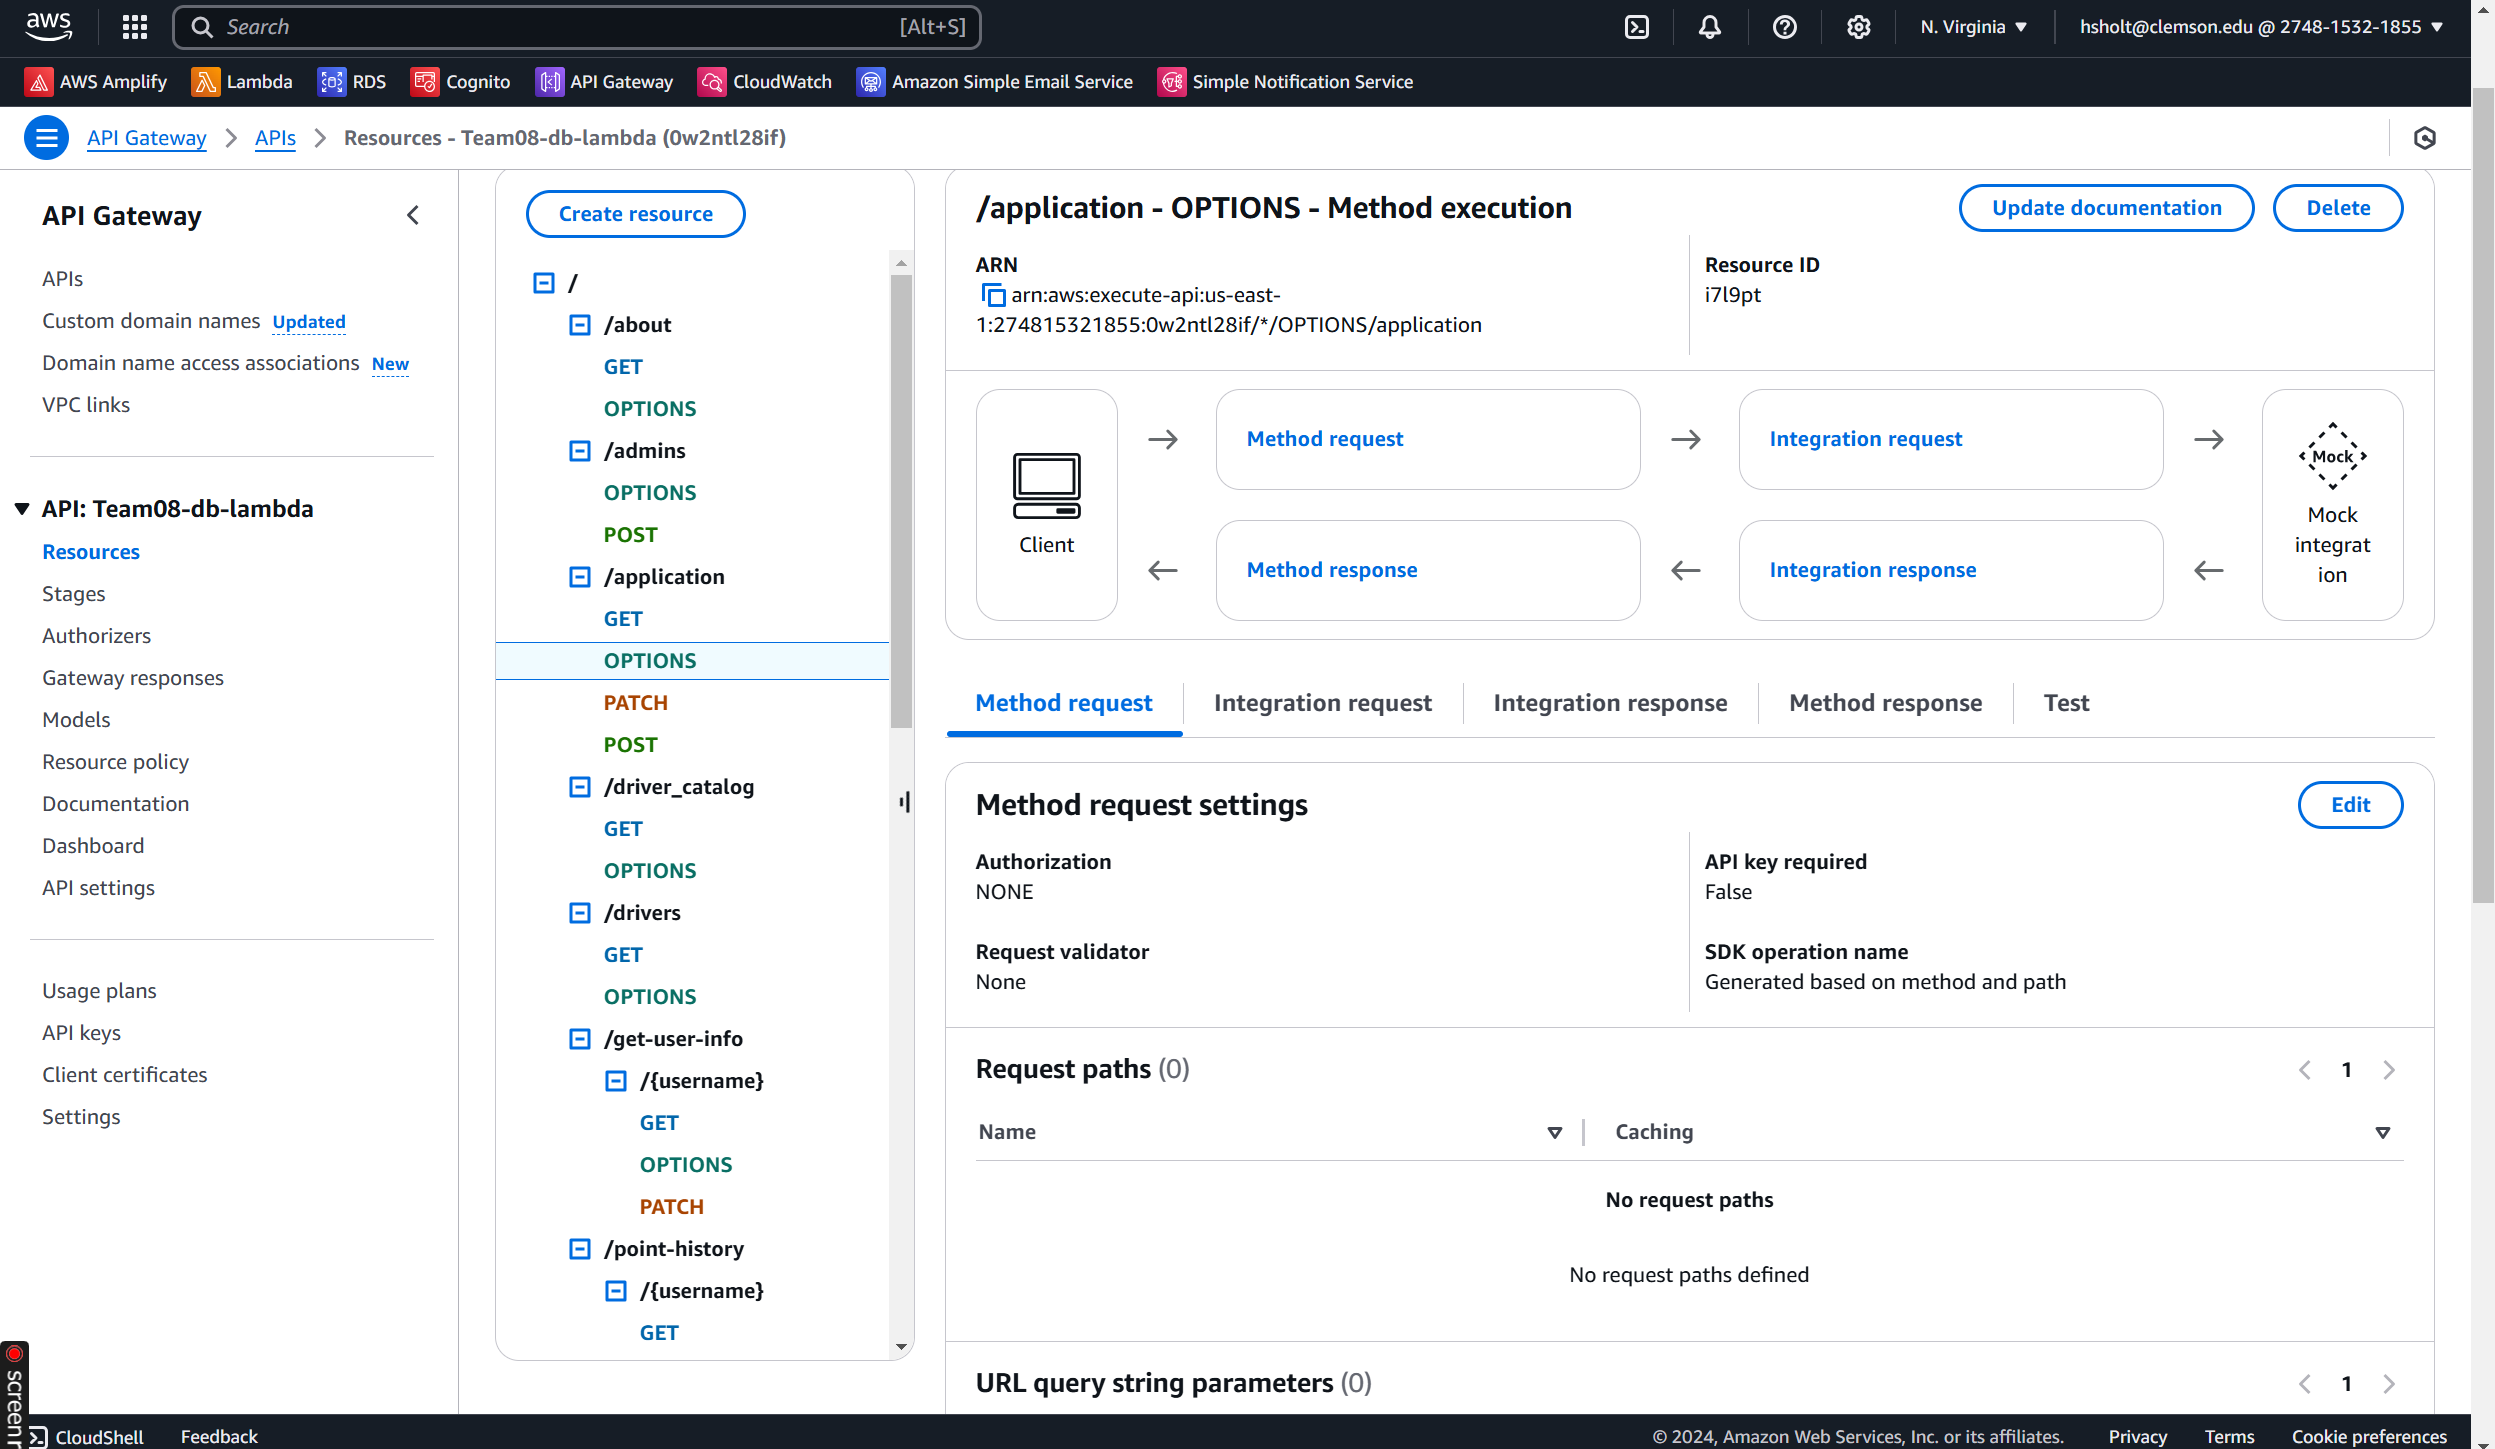 aws
Search
[Alt+S]
N. Virginia
hsholt@clemson.edu @ 2748-1532-1855
AWS Amplify
Lambda
RDS
Cognito
API Gateway
CloudWatch
Amazon Simple Email Service
Simple Notification Service
API Gateway
APIs
Resources - Team08-db-lambda (0w2ntl28if)
API Gateway
APIs
Custom domain names Updated
Domain name access associations New
VPC links
API: Team08-db-lambda
Resources
Stages
Authorizers
Gateway responses
Models
Resource policy
Documentation
Dashboard
API settings
Usage plans
API keys
Client certificates
Settings
Create resource
/
/about
GET
OPTIONS
/admins
OPTIONS
POST
/application
GET
OPTIONS
PATCH
POST
/driver_catalog
GET
OPTIONS
/drivers
GET
OPTIONS
/get-user-info
/{username}
GET
OPTIONS
PATCH
/point-history
/{username}
GET
/application - OPTIONS - Method execution
Update documentation
Delete
ARN
arn:aws:execute-api:us-east-
1:274815321855:0w2ntl28if/*/OPTIONS/application
Resource ID
i7l9pt
Client
Method request
Integration request
Method response
Integration response
Mock
Mock
integrat
ion
Method request
Integration request
Integration response
Method response
Test
Method request settings
Edit
Authorization
NONE
API key required
False
Request validator
None
SDK operation name
Generated based on method and path
Request paths (0)
1
Name
Caching
No request paths
No request paths defined
URL query string parameters (0)
1
screen r
CloudShell
Feedback
© 2024, Amazon Web Services, Inc. or its affiliates.
Privacy
Terms
Cookie preferences